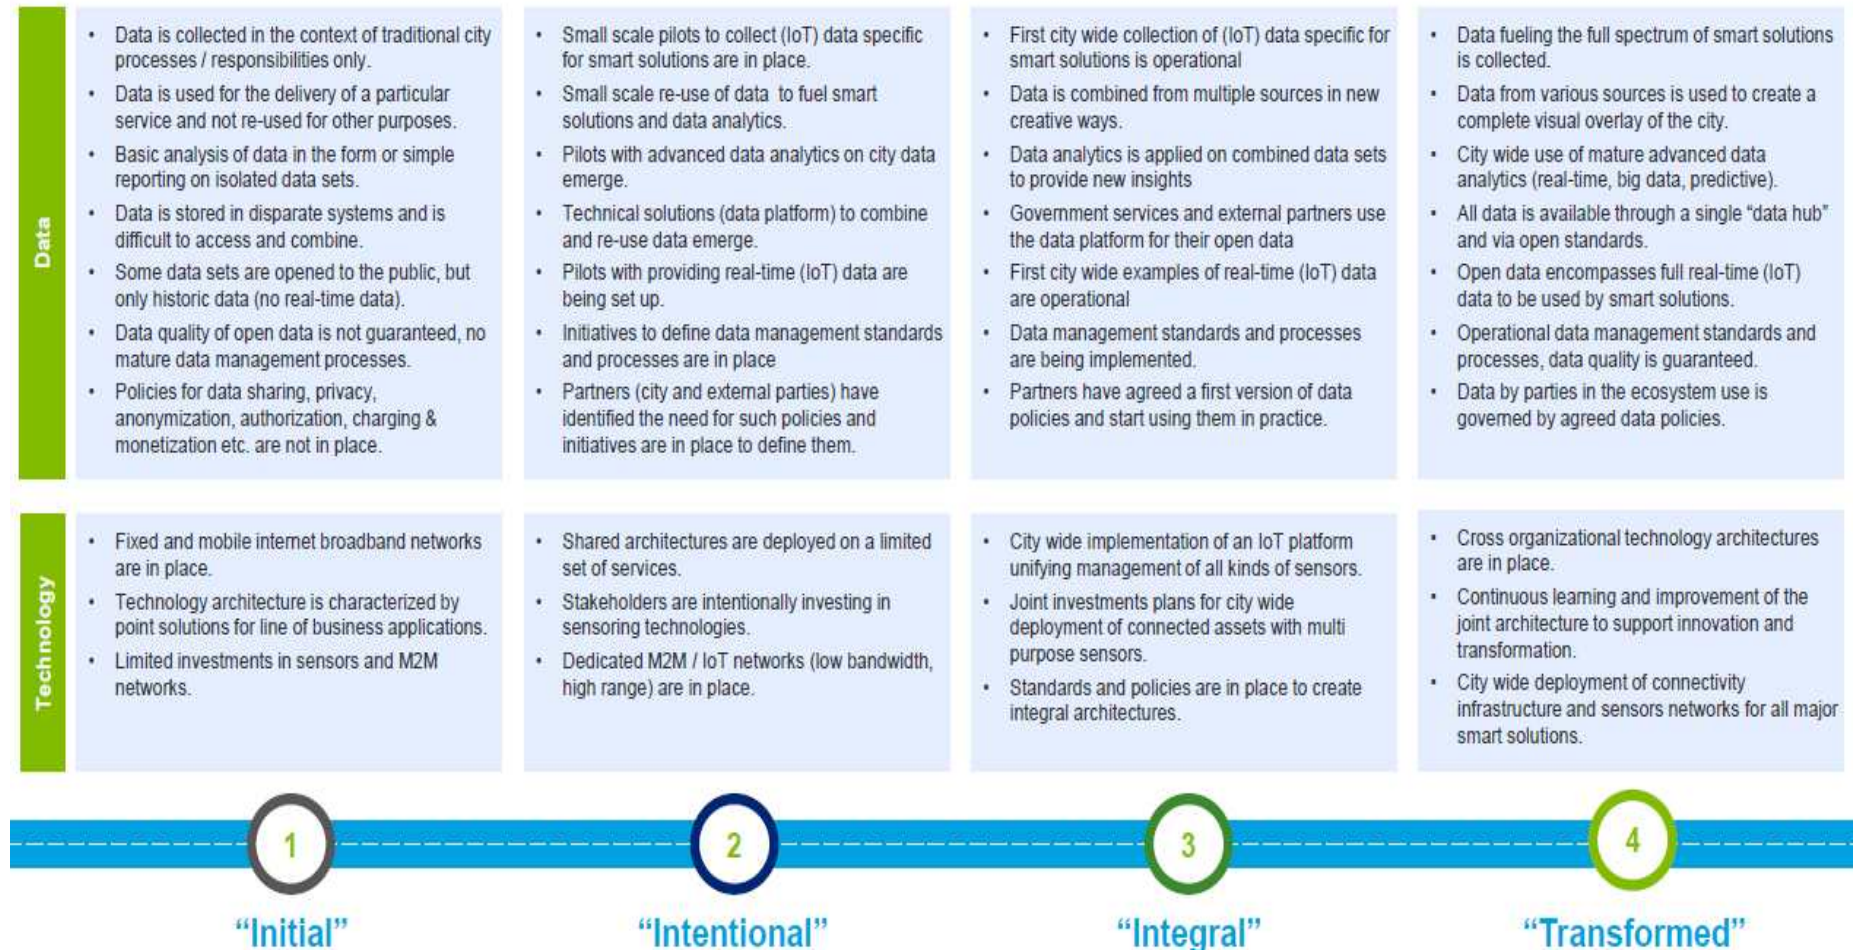 Data
• Data is collected in the context of traditional city
processes / responsibilities only.
• Data is used for the delivery of a particular
service and not re-used for other purposes.
• Basic analysis of data in the form or simple
reporting on isolated data sets.
• Data is stored in disparate systems and is
difficult to access and combine.
• Some data sets are opened to the public, but
only historic data (no real-time data).
• Data quality of open data is not guaranteed, no
mature data management processes.
• Policies for data sharing, privacy,
anonymization, authorization, charging &
monetization etc. are not in place.
• Small scale pilots to collect (IoT) data specific
for smart solutions are in place.
• Small scale re-use of data to fuel smart
solutions and data analytics.
• Pilots with advanced data analytics on city data
emerge.
• Technical solutions (data platform) to combine
and re-use data emerge.
• Pilots with providing real-time (IoT) data are
being set up.
• Initiatives to define data management standards
and processes are in place
• Partners (city and external parties) have
identified the need for such policies and
initiatives are in place to define them.
• First city wide collection of (IoT) data specific for
smart solutions is operational
• Data is combined from multiple sources in new
creative ways.
• Data analytics is applied on combined data sets
to provide new insights
• Government services and external partners use
the data platform for their open data
• First city wide examples of real-time (IoT) data
are operational
• Data management standards and processes
are being implemented.
• Partners have agreed a first version of data
policies and start using them in practice.
• Data fueling the full spectrum of smart solutions
is collected.
• Data from various sources is used to create a
complete visual overlay of the city.
• City wide use of mature advanced data
analytics (real-time, big data, predictive).
• All data is available through a single “data hub”
and via open standards.
• Open data encompasses full real-time (IoT)
data to be used by smart solutions.
• Operational data management standards and
processes, data quality is guaranteed.
• Data by parties in the ecosystem use is
governed by agreed data policies.
Technology
• Fixed and mobile internet broadband networks
are in place.
• Technology architecture is characterized by
point solutions for line of business applications.
• Limited investments in sensors and M2M
networks.
• Shared architectures are deployed on a limited
set of services.
• Stakeholders are intentionally investing in
sensoring technologies.
• Dedicated M2M / IoT networks (low bandwidth,
high range) are in place.
• City wide implementation of an IoT platform
unifying management of all kinds of sensors.
• Joint investments plans for city wide
deployment of connected assets with multi
purpose sensors.
• Standards and policies are in place to create
integral architectures.
• Cross organizational technology architectures
are in place.
• Continuous learning and improvement of the
joint architecture to support innovation and
transformation.
• City wide deployment of connectivity
infrastructure and sensors networks for all major
smart solutions.
1
2
3
4
“Initial”
“Intentional”
“Integral”
“Transformed”